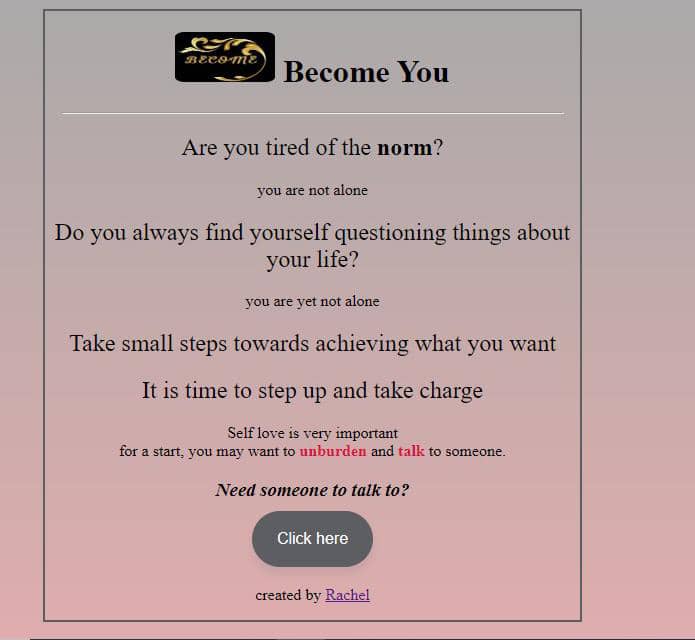 BECOME
Become You
Are you tired of the norm?
you are not alone
Do you always find yourself questioning things about
your life?
you are yet not alone
Take small steps towards achieving what you want
It is time to step up and take charge
Self love is very important
for a start, you may want to unburden and talk to someone.
Need someone to talk to?
Click here
created by Rachel